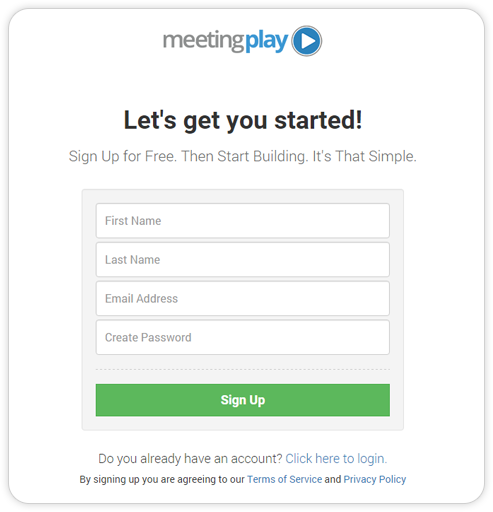 meetingplay
Let's get you started!
Sign Up for Free. Then Start Building. It's That Simple.
First Name
Last Name
Email Address
Create Password
Sign Up
Do you already have an account? Click here to login.
By signing up you are agreeing to our Terms of Service and Privacy Policy